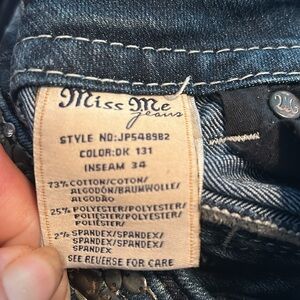 Miss Me
Jeans
STYLE NO:JP5489B2
COLOR:DK 131
INSEAM 34
73% COTTON/COTON/
ALGODÓN/BAUMWOLLE/
ALGODÃO
25% POLYESTER/POLYESTER/
POLIÉSTER/POLYESTER/
POLIÉSTER/
2% SPANDEX/SPANDEX/
SPANDEX/SPANDEX/
SPANDEX
SEE REVERSE FOR CARE